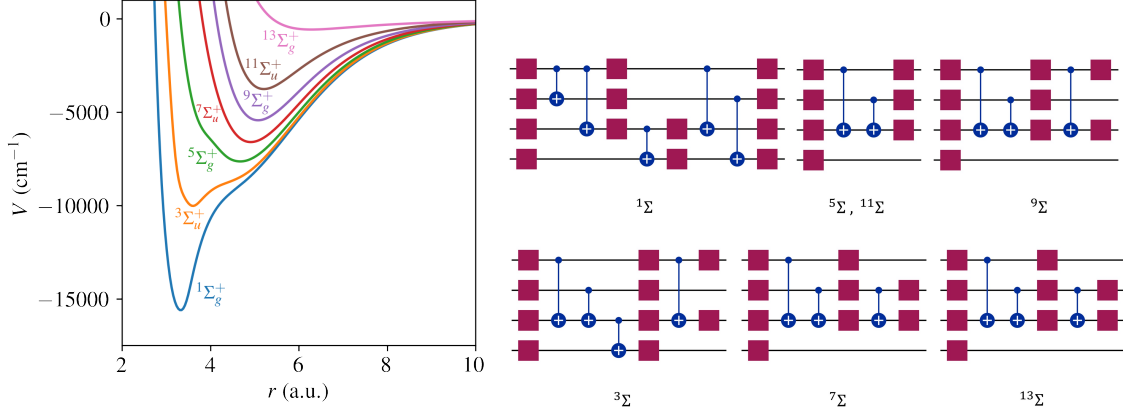 0
−5000
−10000
−15000
V (cm⁻¹)
2
4
6
8
10
r (a.u.)
¹³Σg⁺
¹¹Σu⁺
⁹Σg⁺
⁷Σu⁺
⁵Σg⁺
³Σu⁺
¹Σg⁺
¹Σ
⁵Σ , ¹¹Σ
⁹Σ
³Σ
⁷Σ
¹³Σ